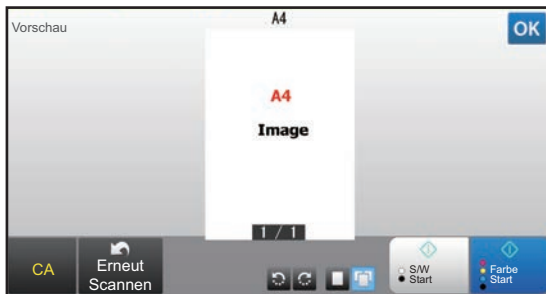 A4
Vorschau
OK
A4
Image
1 / 1
CA
Erneut
Scannen
S/W
Start
Farbe
Start